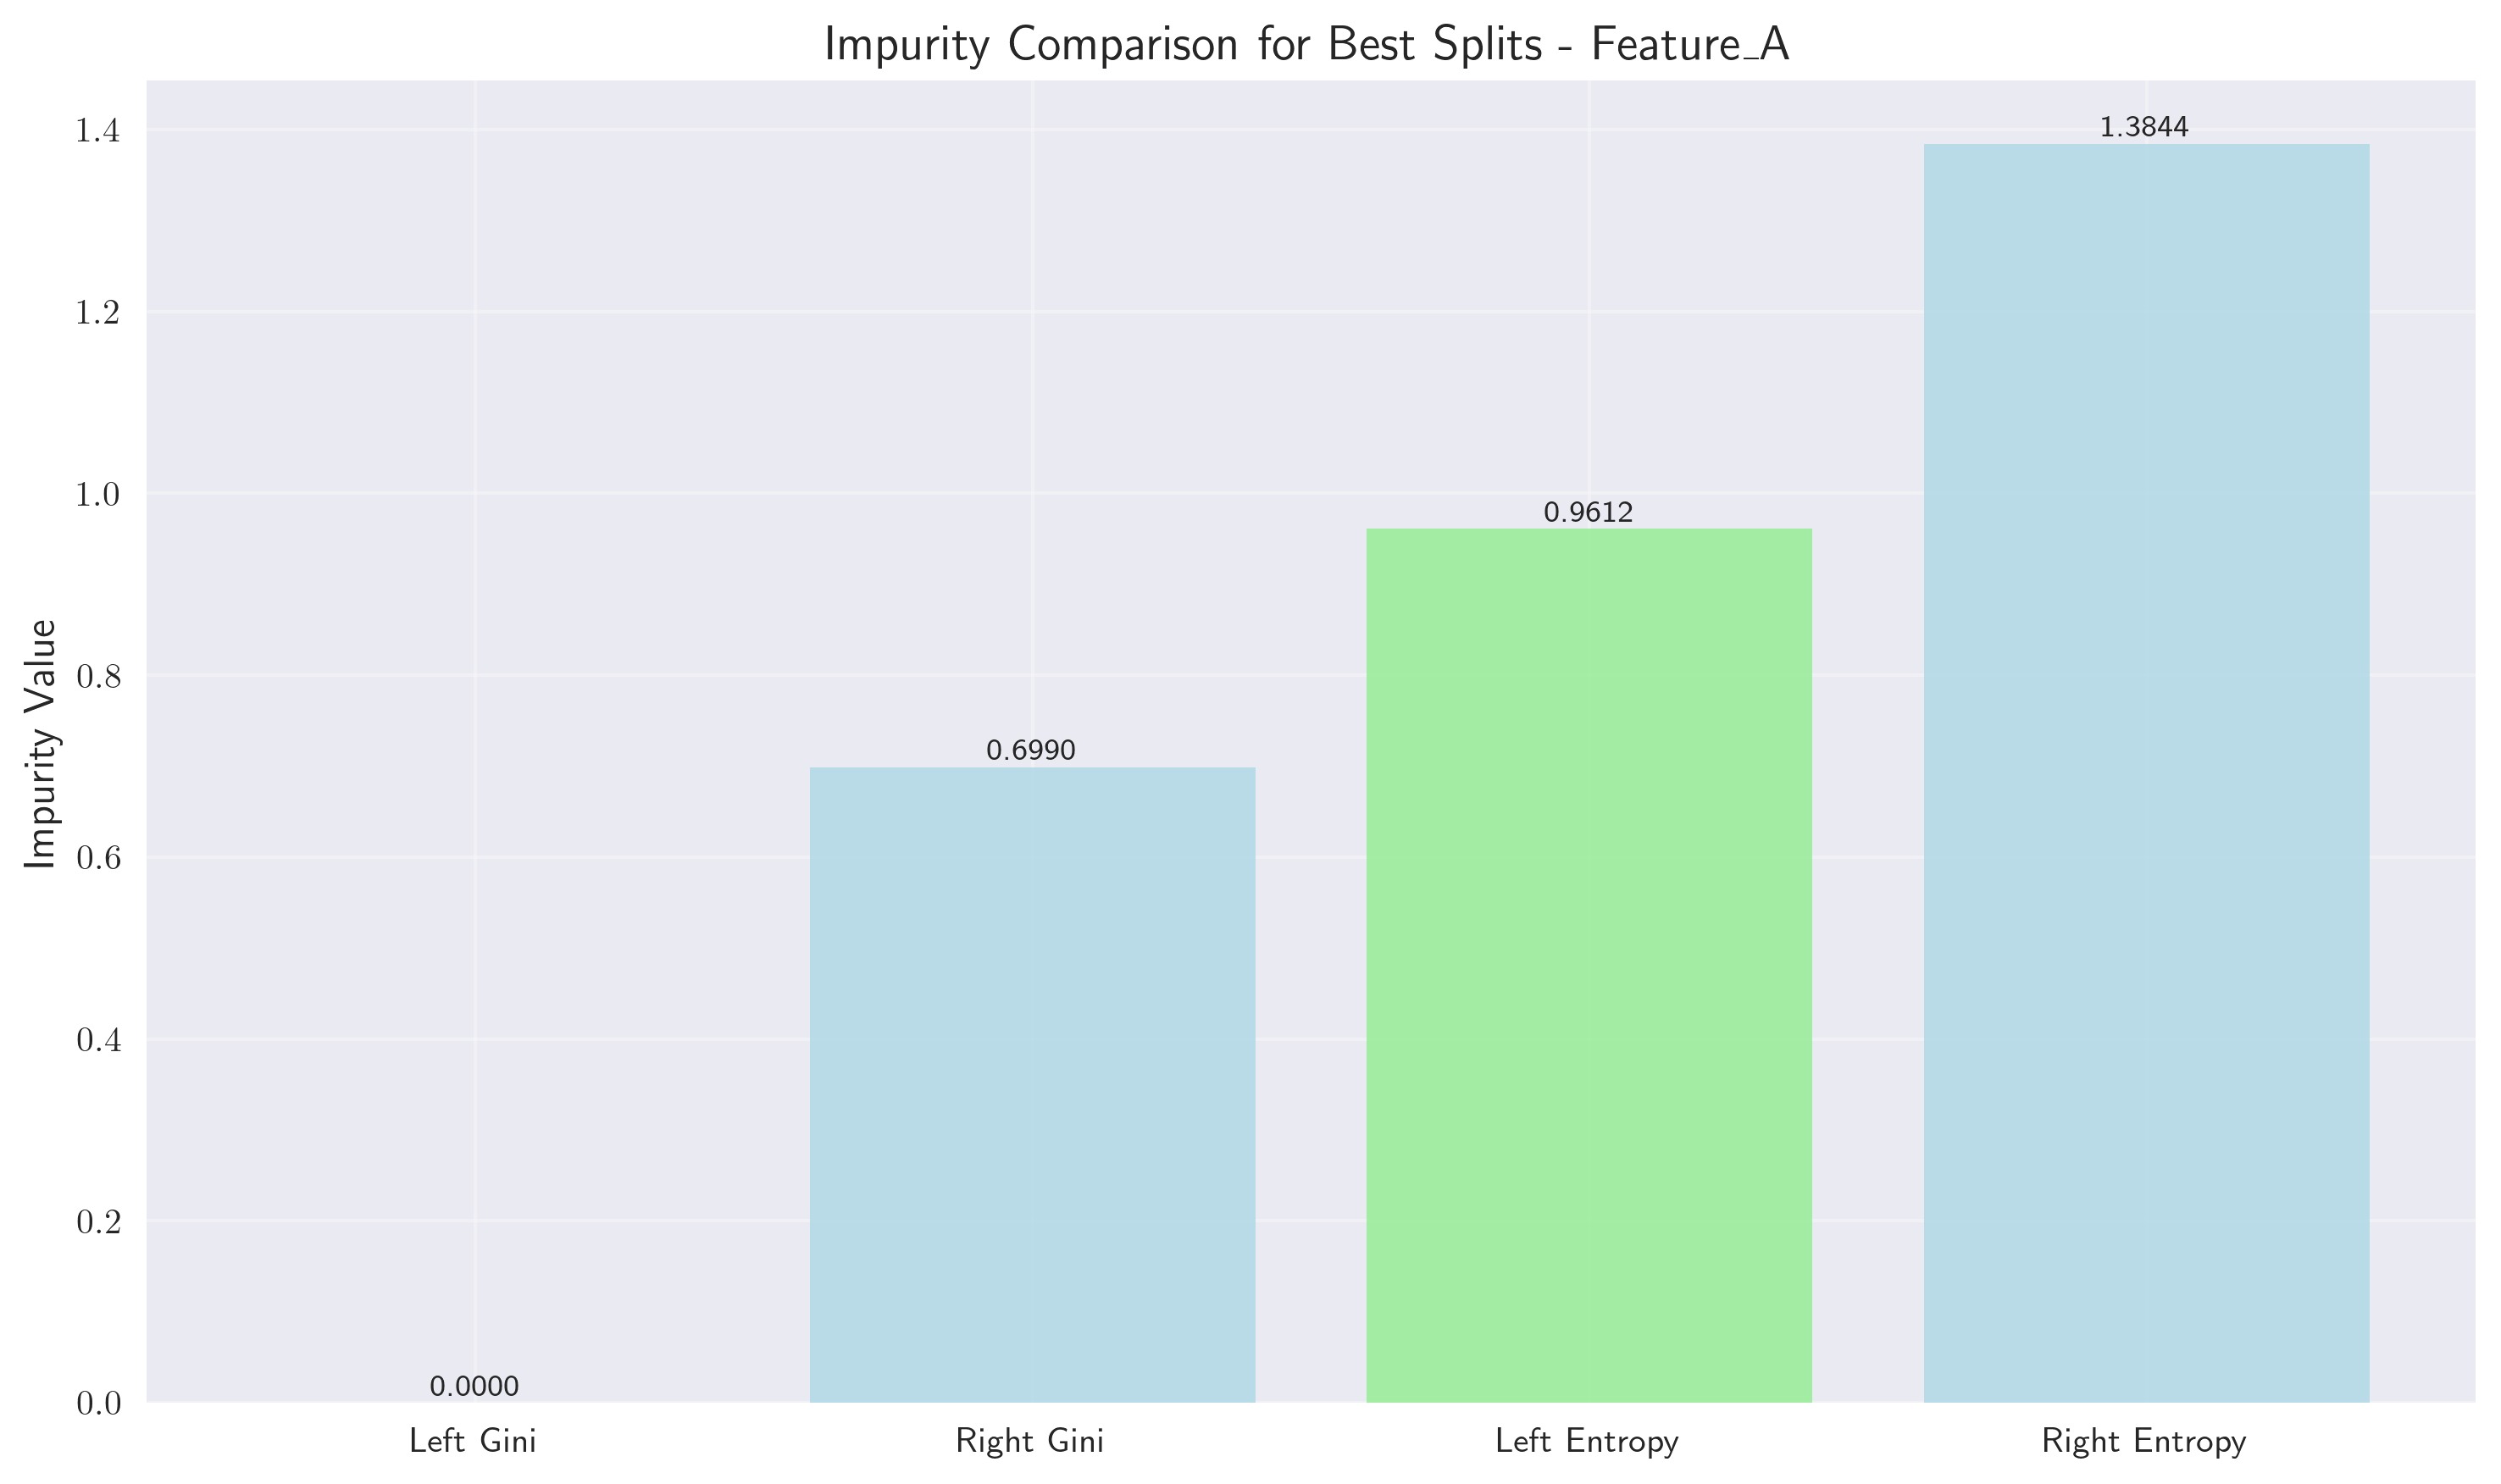 Impurity Comparison for Best Splits - Feature_A
Impurity Value
1.4
1.2
1.0
0.8
0.6
0.4
0.2
0.0
0.0000
0.6990
0.9612
1.3844
Left Gini
Right Gini
Left Entropy
Right Entropy